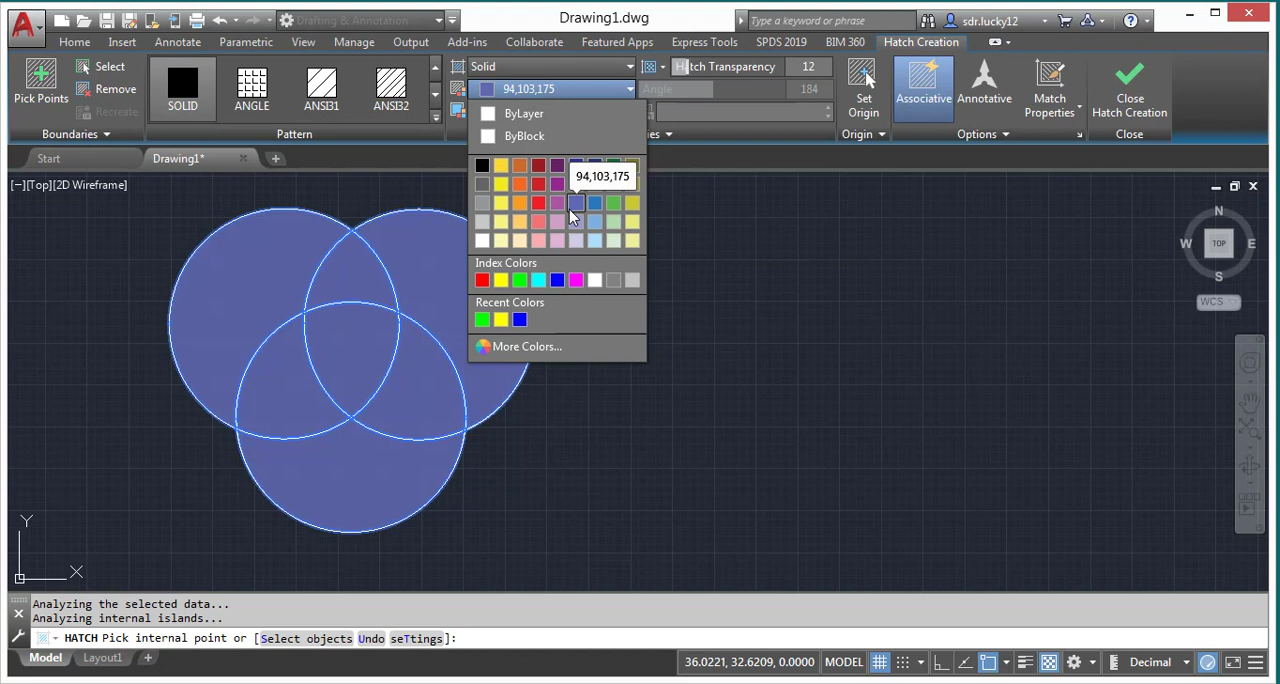 Drafting & Annotation
Drawing1.dwg
Type a keyword or phrase
sdr.lucky12
Home Insert Annotate Parametric View Manage Output Add-ins Collaborate Featured Apps Express Tools SPDS 2019 BIM 360 Hatch Creation
Pick Points
Select
Remove
Recreate
Boundaries
SOLID
ANGLE
ANSI1
ANSI2
Pattern
Solid
94,103,175
Transparency 12
Angle 184
Set
Origin
Origin
Associative
Annotative
Match
Properties
Options
Close
Hatch Creation
Close
ByLayer
ByBlock
94,103,175
Index Colors
Recent Colors
More Colors...
Start
Drawing1*
[−][Top][2D Wireframe]
N
W
TOP
E
S
WCS
Y
X
Analyzing the selected data...
Analyzing internal islands...
HATCH Pick internal point or [Select objects Undo seTtings]:
Model Layout1
36.0221, 32.6209, 0.0000 MODEL
Decimal